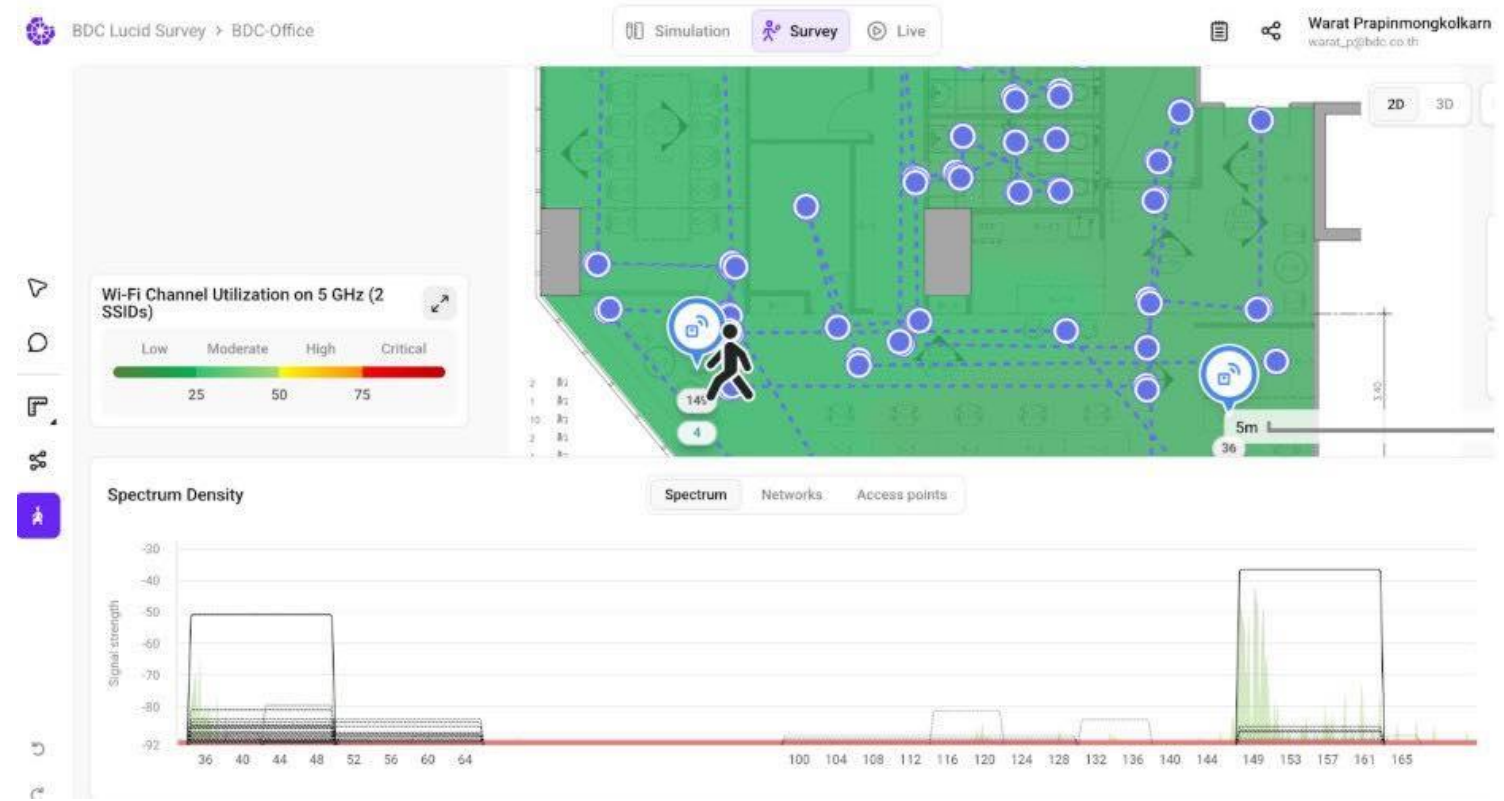 BDC Lucid Survey > BDC-Office
Simulation
Survey
Live
Warat Prapinmongkolkarn
warat_p@bdc.co.th
2D
3D
Wi-Fi Channel Utilization on 5 GHz (2
SSIDs)
Low Moderate High Critical
25 50 75
149
4
5m
36
3.40
Spectrum Density
Spectrum
Networks
Access points
Signal strength
-30
-40
-50
-60
-70
-80
-92
36 40 44 48 52 56 60 64 100 104 108 112 116 120 124 128 132 136 140 144 149 153 157 161 165